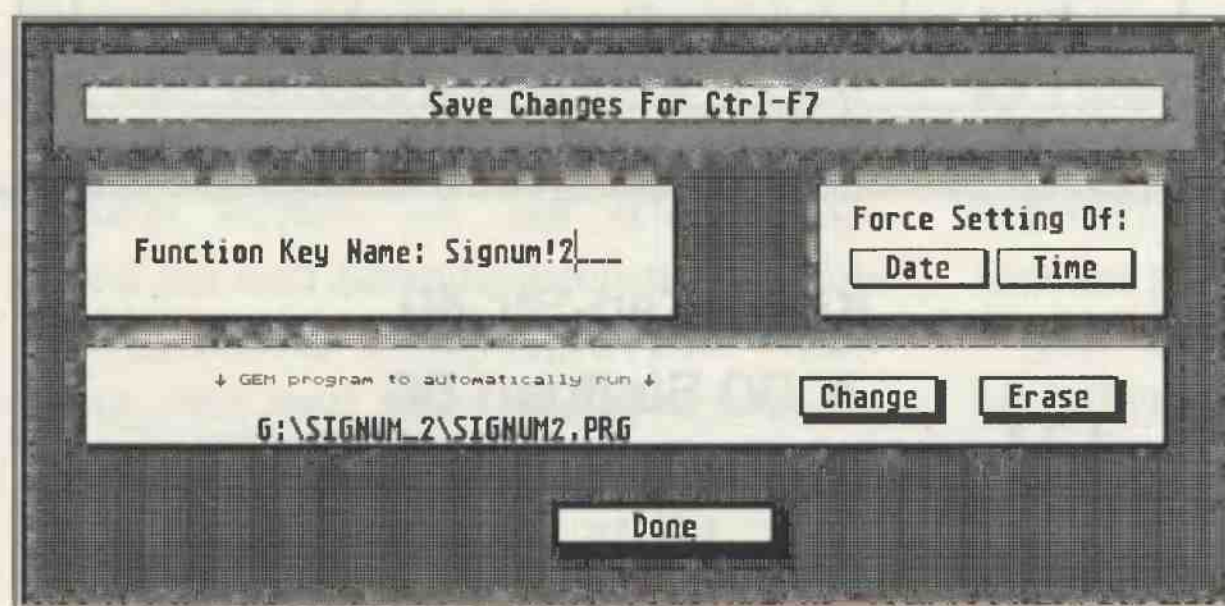 Save Changes For Ctrl-F7
Function Key Name: Signum!2___
Force Setting Of:
Date Time
↓ GEM program to automatically run ↓
G:\SIGNUM_2\SIGNUM2.PRG
Change Erase
Done